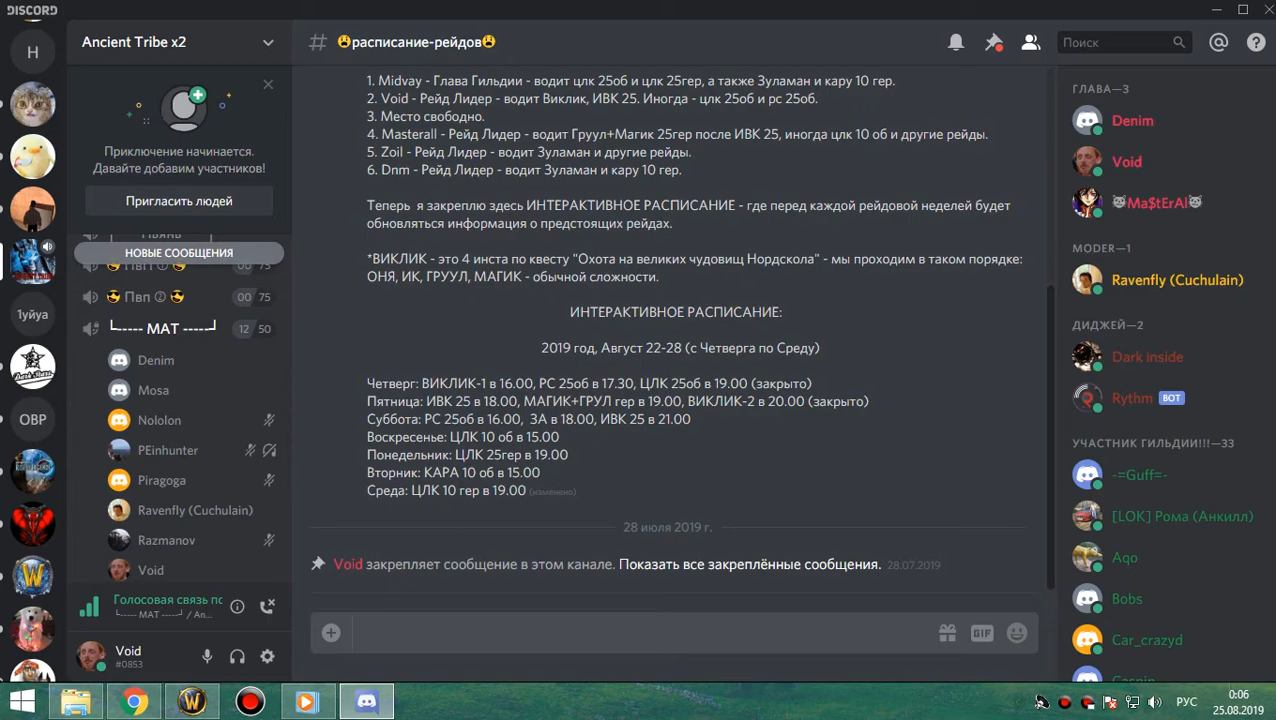 DISCORD
H
1уйуа
OBP
Ancient Tribe x2
Приключение начинается.
Давайте добавим участников!
Пригласить людей
НОВЫЕ СООБЩЕНИЯ
00 75
Пвп ② 00 75
┗----- МАТ -----┛ 12 50
Denim
Mosa
Nololon
PEinhunter
Piragoga
Ravenfly (Cuchulain)
Razmanov
Void
Голосовая связь по
┗----- МАТ -----┛ / An...
Void
#0853
# 😩расписание-рейдов😩
Поиск
1. Midvay - Глава Гильдии - водит цлк 25об и цлк 25гер, а также Зуламан и кару 10 гер.
2. Void - Рейд Лидер - водит Виклик, ИВК 25. Иногда - цлк 25об и рс 25об.
3. Место свободно.
4. Masterall - Рейд Лидер - водит Груул+Магик 25гер после ИВК 25, иногда цлк 10 об и другие рейды.
5. Zoil - Рейд Лидер - водит Зуламан и другие рейды.
6. Dnm - Рейд Лидер - водит Зуламан и кару 10 гер.
Теперь я закреплю здесь ИНТЕРАКТИВНОЕ РАСПИСАНИЕ - где перед каждой рейдовой неделей будет
обновляться информация о предстоящих рейдах.
*ВИКЛИК - это 4 инста по квесту "Охота на великих чудовищ Нордскола" - мы проходим в таком порядке:
ОНЯ, ИК, ГРУУЛ, МАГИК - обычной сложности.
ИНТЕРАКТИВНОЕ РАСПИСАНИЕ:
2019 год, Август 22-28 (с Четверга по Среду)
Четверг: ВИКЛИК-1 в 16.00, РС 25об в 17.30, ЦЛК 25об в 19.00 (закрыто)
Пятница: ИВК 25 в 18.00, МАГИК+ГРУЛ гер в 19.00, ВИКЛИК-2 в 20.00 (закрыто)
Суббота: РС 25об в 16.00, ЗА в 18.00, ИВК 25 в 21.00
Воскресенье: ЦЛК 10 об в 15.00
Понедельник: ЦЛК 25гер в 19.00
Вторник: КАРА 10 об в 15.00
Среда: ЦЛК 10 гер в 19.00 (изменено)
28 июля 2019 г.
Void закрепляет сообщение в этом канале. Показать все закреплённые сообщения. 28.07.2019
GIF
ГЛАВА—3
Denim
Void
😈Ma$tErAl😈
MODER—1
Ravenfly (Cuchulain)
ДИДЖЕЙ—2
Dark inside
Rythm BOT
УЧАСТНИК ГИЛЬДИИ!!!—33
-=Guff=-
[LOK] Рома (Анкилл)
Aqo
Bobs
Car_crazyd
РУС
0:06
25.08.2019